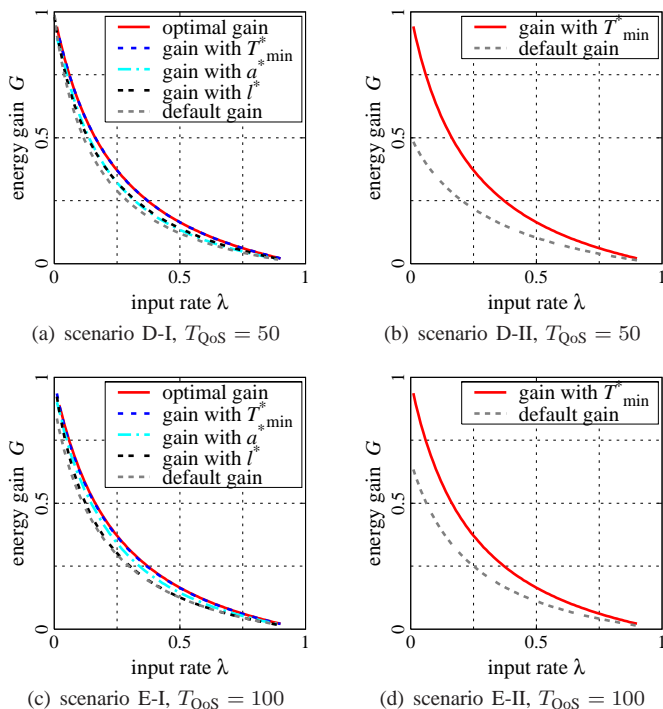 1
0.5
0
energy gain G
0
0.5
1
input rate λ
optimal gain
gain with T*min
gain with a*
gain with l*
default gain
(a) scenario D-I, TQoS = 50
1
0.5
0
energy gain G
0
0.5
1
input rate λ
gain with T*min
default gain
(b) scenario D-II, TQoS = 50
1
0.5
0
energy gain G
0
0.5
1
input rate λ
optimal gain
gain with T*min
gain with a*
gain with l*
default gain
(c) scenario E-I, TQoS = 100
1
0.5
0
energy gain G
0
0.5
1
input rate λ
gain with T*min
default gain
(d) scenario E-II, TQoS = 100